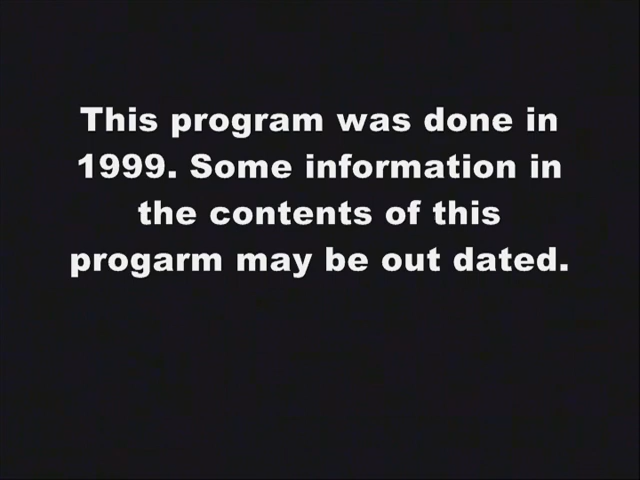 This program was done in
1999. Some information in
the contents of this
progarm may be out dated.